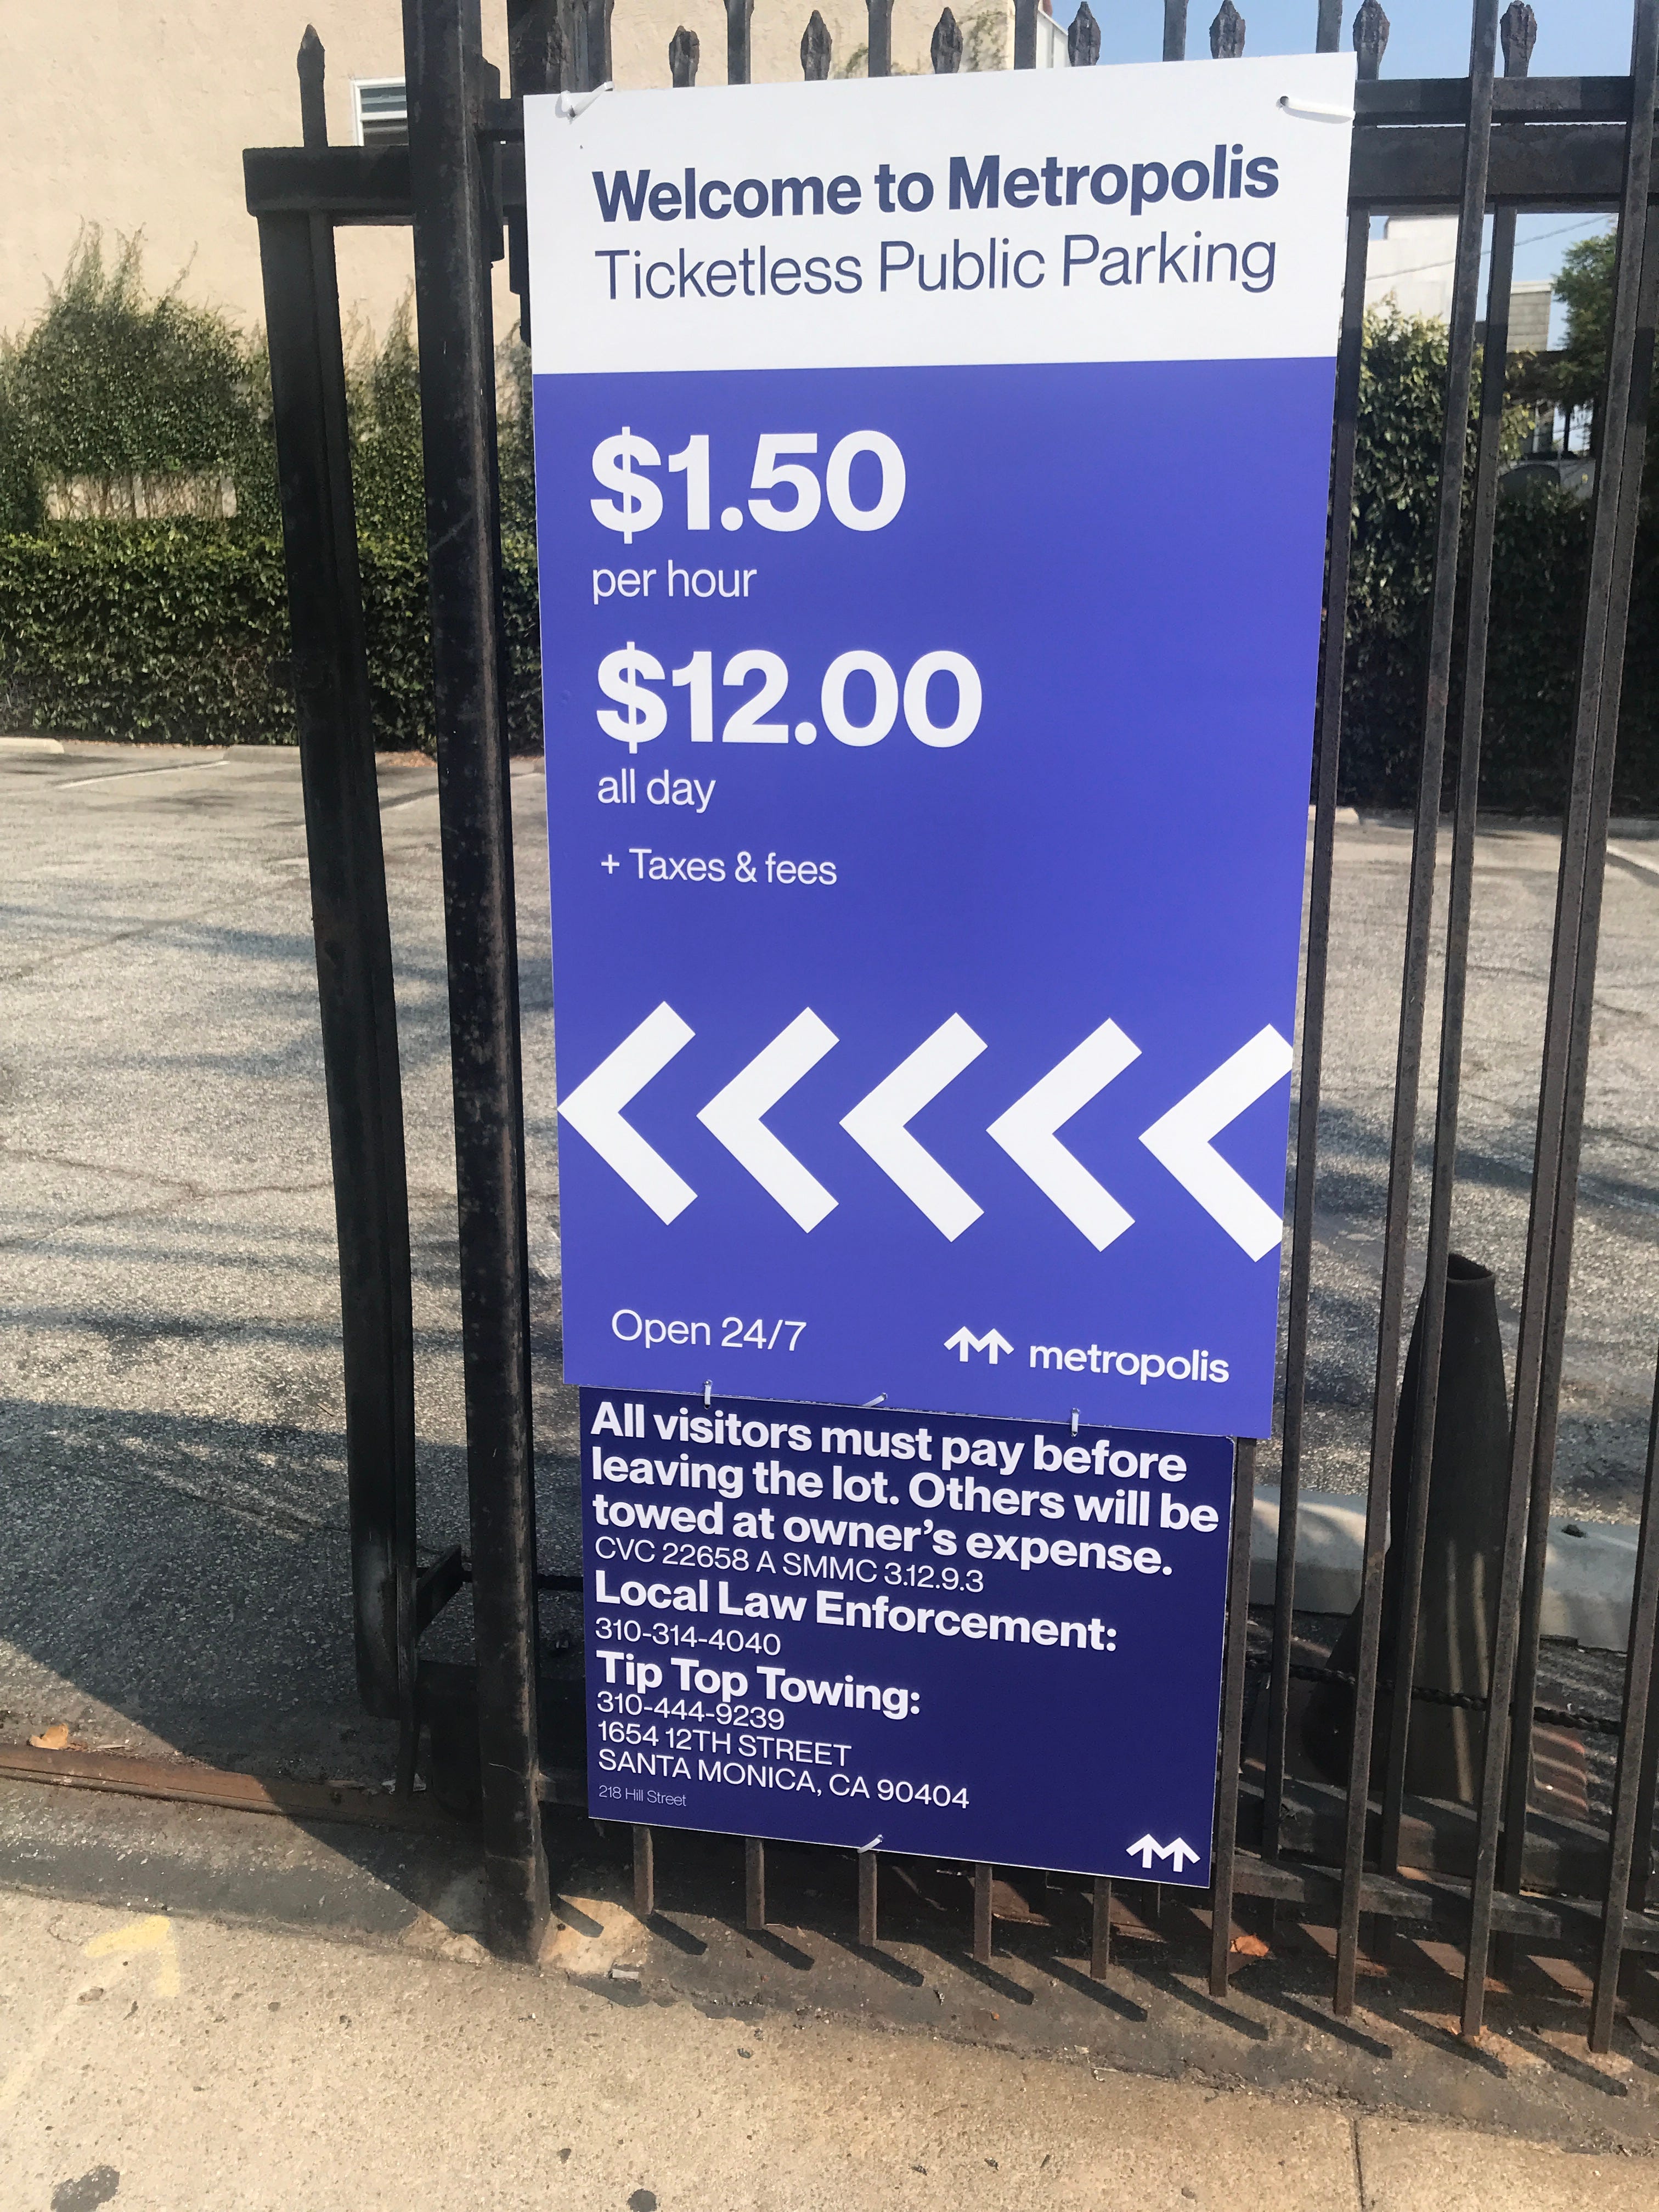 Welcome to Metropolis
Ticketless Public Parking
$1.50
per hour
$12.00
all day
+ Taxes & fees
Open 24/7
metropolis
All visitors must pay before
leaving the lot. Others will be
towed at owner's expense.
CVC 22658 A SMMC 3.12.9.3
Local Law Enforcement:
310-314-4040
Tip Top Towing:
310-444-9239
1654 12TH STREET
SANTA MONICA, CA 90404
218 Hill Street